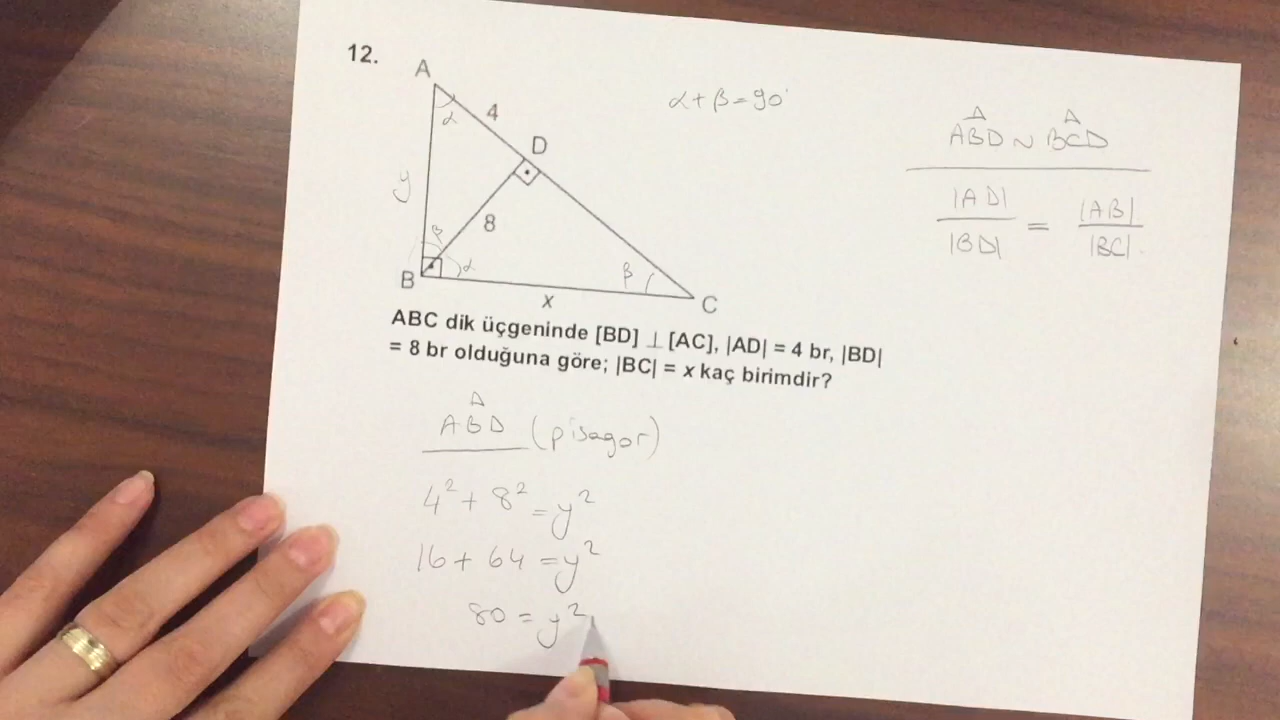 12.
A
4
α
D
y
8
β
B
α
β
x
C
α + β = 90°
ABD ~ BCD
|AD| / |BD| = |AB| / |BC|
ABC dik üçgeninde [BD] ⊥ [AC], |AD| = 4 br, |BD|
= 8 br olduğuna göre; |BC| = x kaç birimdir?
ABD (pisagor)
4² + 8² = y²
16 + 64 = y²
80 = y²